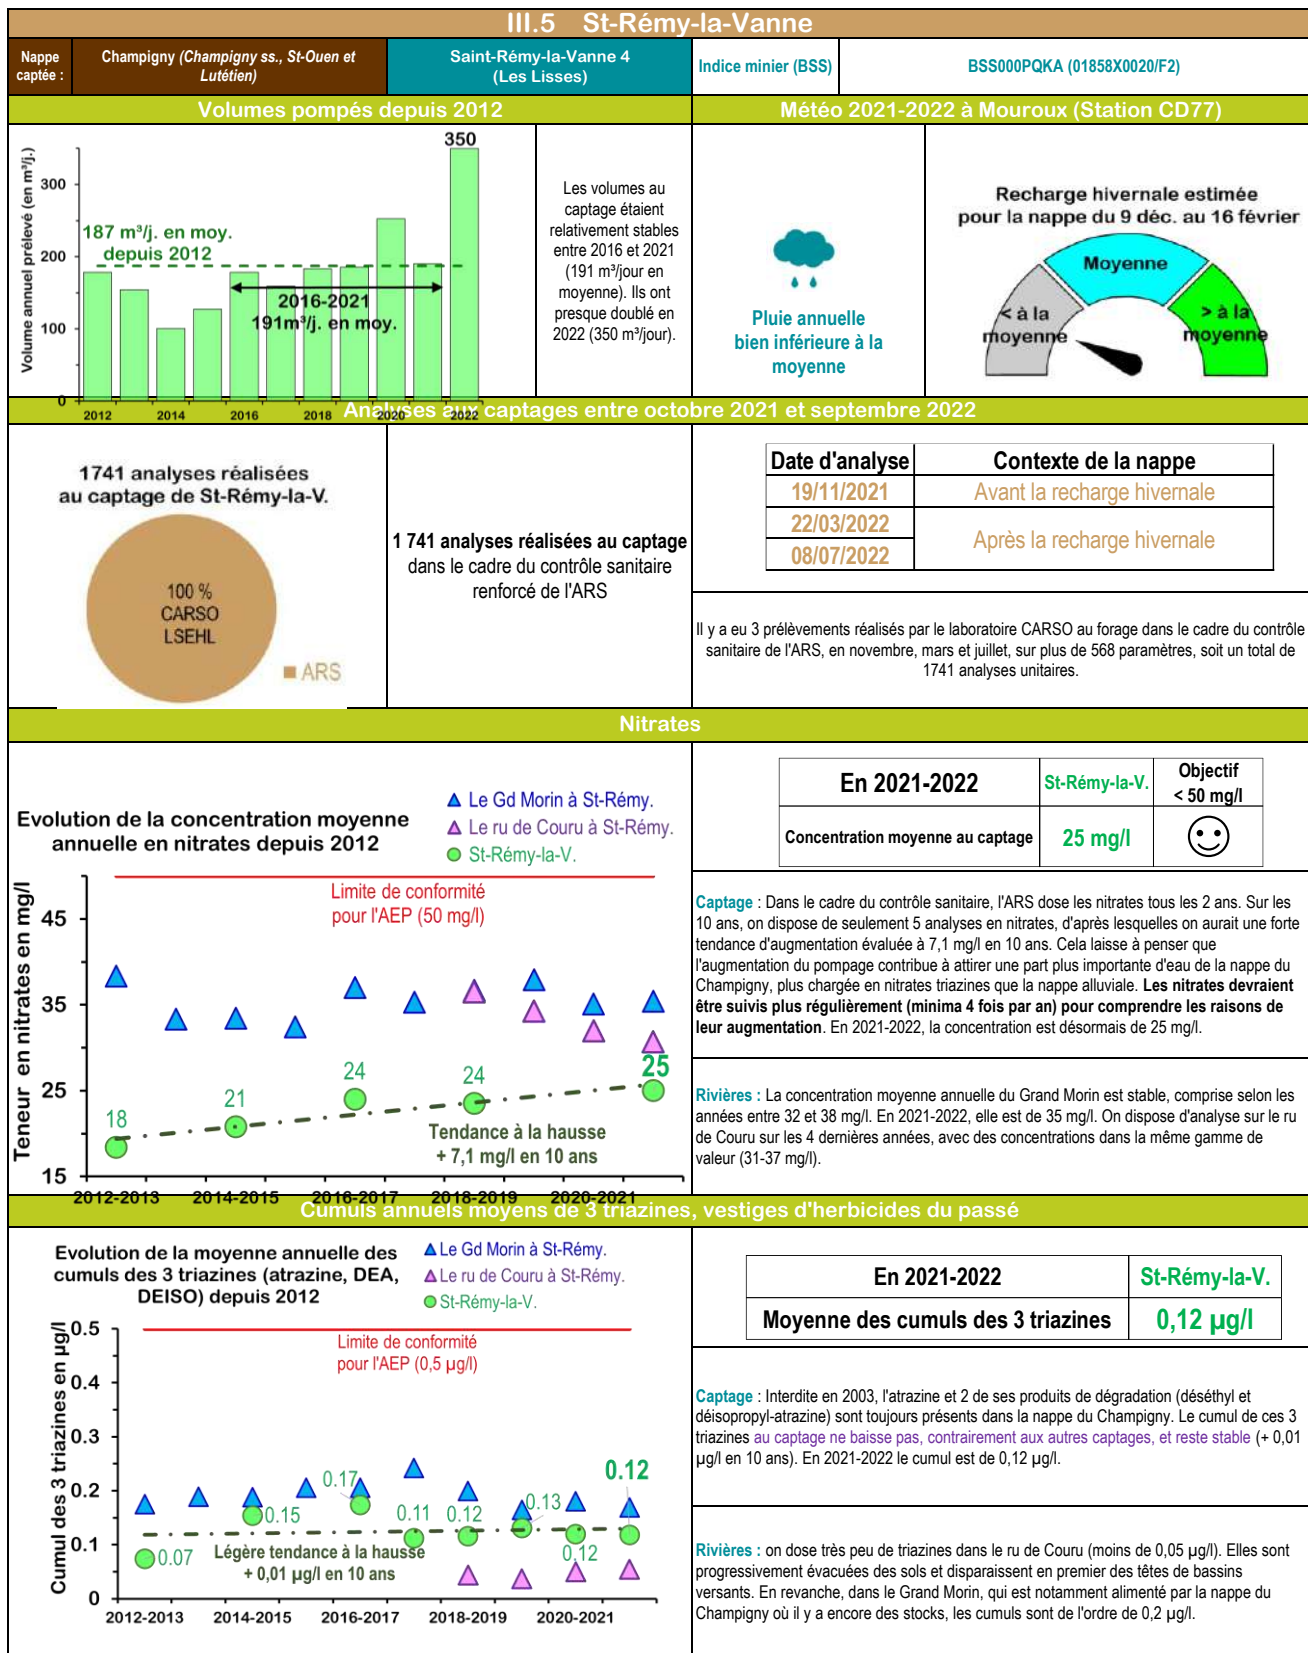 III.5 St-Rémy-la-Vanne
Nappe captée :
Champigny (Champigny ss., St-Ouen et Lutétien)
Saint-Rémy-la-Vanne 4
(Les Lisses)
Indice minier (BSS)
BSS000PQKA (01858X0020/F2)
Volumes pompés depuis 2012
Météo 2021-2022 à Mouroux (Station CD77)
Volume annuel prélevé (en m³/j.)
350
300
200
100
0
187 m³/j. en moy.
depuis 2012
2016-2021
191m³/j. en moy.
2012
2014
2016
2018
2020
2022
Les volumes au
captage étaient
relativement stables
entre 2016 et 2021
(191 m³/jour en
moyenne). Ils ont
presque doublé en
2022 (350 m³/jour).
Pluie annuelle
bien inférieure à la
moyenne
Recharge hivernale estimée
pour la nappe du 9 déc. au 16 février
< à la
moyenne
Moyenne
> à la
moyenne
Analyses aux captages entre octobre 2021 et septembre 2022
1741 analyses réalisées
au captage de St-Rémy-la-V.
100 %
CARSO
LSEHL
ARS
1 741 analyses réalisées au captage
dans le cadre du contrôle sanitaire
renforcé de l'ARS
Date d'analyse
Contexte de la nappe
19/11/2021
Avant la recharge hivernale
22/03/2022
08/07/2022
Après la recharge hivernale
Il y a eu 3 prélèvements réalisés par le laboratoire CARSO au forage dans le cadre du contrôle
sanitaire de l'ARS, en novembre, mars et juillet, sur plus de 568 paramètres, soit un total de
1741 analyses unitaires.
Nitrates
Evolution de la concentration moyenne
annuelle en nitrates depuis 2012
Le Gd Morin à St-Rémy.
Le ru de Couru à St-Rémy.
St-Rémy-la-V.
Limite de conformité
pour l'AEP (50 mg/l)
Teneur en nitrates en mg/l
45
35
25
15
18
21
24
24
25
Tendance à la hausse
+ 7,1 mg/l en 10 ans
2012-2013
2014-2015
2016-2017
2018-2019
2020-2021
En 2021-2022
St-Rémy-la-V.
Objectif
< 50 mg/l
Concentration moyenne au captage
25 mg/l
Captage : Dans le cadre du contrôle sanitaire, l'ARS dose les nitrates tous les 2 ans. Sur les
10 ans, on dispose de seulement 5 analyses en nitrates, d'après lesquelles on aurait une forte
tendance d'augmentation évaluée à 7,1 mg/l en 10 ans. Cela laisse à penser que
l'augmentation du pompage contribue à attirer une part plus importante d'eau de la nappe du
Champigny, plus chargée en nitrates triazines que la nappe alluviale. Les nitrates devraient
être suivis plus régulièrement (minima 4 fois par an) pour comprendre les raisons de
leur augmentation. En 2021-2022, la concentration est désormais de 25 mg/l.
Rivières : La concentration moyenne annuelle du Grand Morin est stable, comprise selon les
années entre 32 et 38 mg/l. En 2021-2022, elle est de 35 mg/l. On dispose d'analyse sur le ru
de Couru sur les 4 dernières années, avec des concentrations dans la même gamme de
valeur (31-37 mg/l).
Cumuls annuels moyens de 3 triazines, vestiges d'herbicides du passé
Evolution de la moyenne annuelle des
cumuls des 3 triazines (atrazine, DEA,
DEISO) depuis 2012
Le Gd Morin à St-Rémy.
Le ru de Couru à St-Rémy.
St-Rémy-la-V.
Limite de conformité
pour l'AEP (0,5 µg/l)
Cumul des 3 triazines en µg/l
0.5
0.4
0.3
0.2
0.1
0
0.07
0.15
0.17
0.11
0.12
0.13
0.12
0.12
Légère tendance à la hausse
+ 0,01 µg/l en 10 ans
2012-2013
2014-2015
2016-2017
2018-2019
2020-2021
En 2021-2022
St-Rémy-la-V.
Moyenne des cumuls des 3 triazines
0,12 µg/l
Captage : Interdite en 2003, l'atrazine et 2 de ses produits de dégradation (déséthyl et
déisopropyl-atrazine) sont toujours présents dans la nappe du Champigny. Le cumul de ces 3
triazines au captage ne baisse pas, contrairement aux autres captages, et reste stable (+ 0,01
µg/l en 10 ans). En 2021-2022 le cumul est de 0,12 µg/l.
Rivières : on dose très peu de triazines dans le ru de Couru (moins de 0,05 µg/l). Elles sont
progressivement évacuées des sols et disparaissent en premier des têtes de bassins
versants. En revanche, dans le Grand Morin, qui est notamment alimenté par la nappe du
Champigny où il y a encore des stocks, les cumuls sont de l'ordre de 0,2 µg/l.